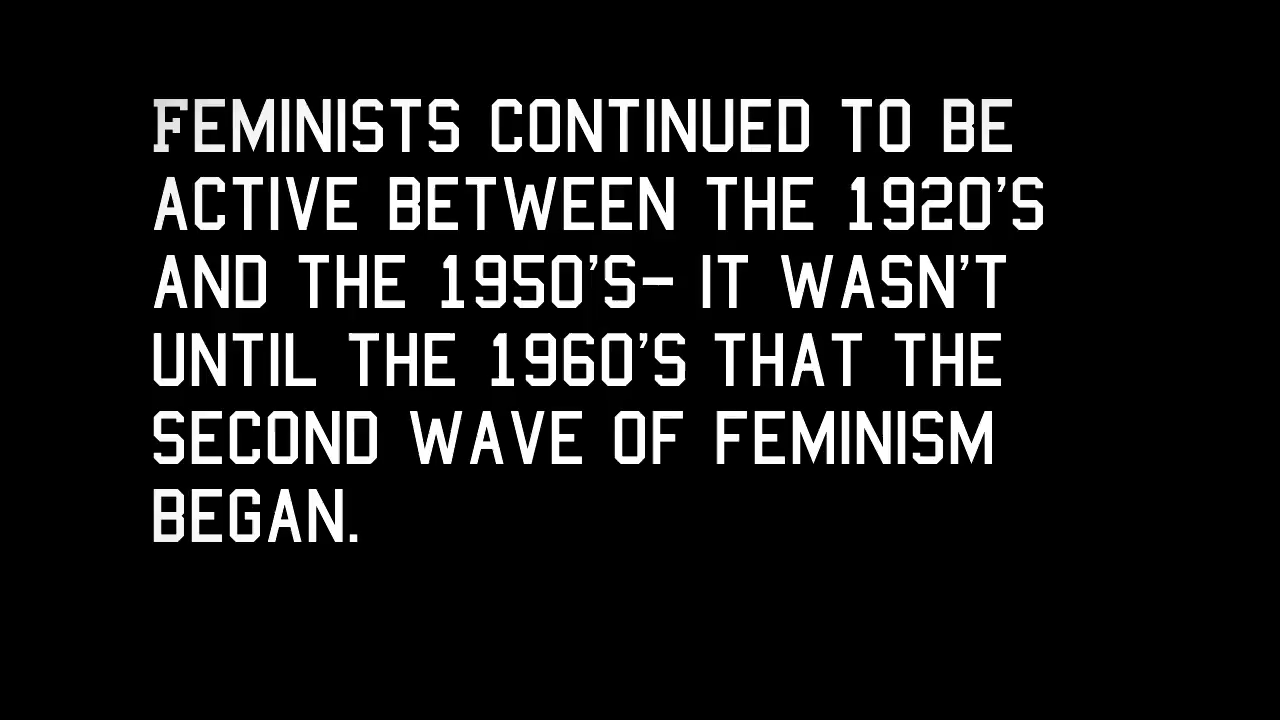 FEMINISTS CONTINUED TO BE
ACTIVE BETWEEN THE 1920'S
AND THE 1950'S- IT WASN'T
UNTIL THE 1960'S THAT THE
SECOND WAVE OF FEMINISM
BEGAN.